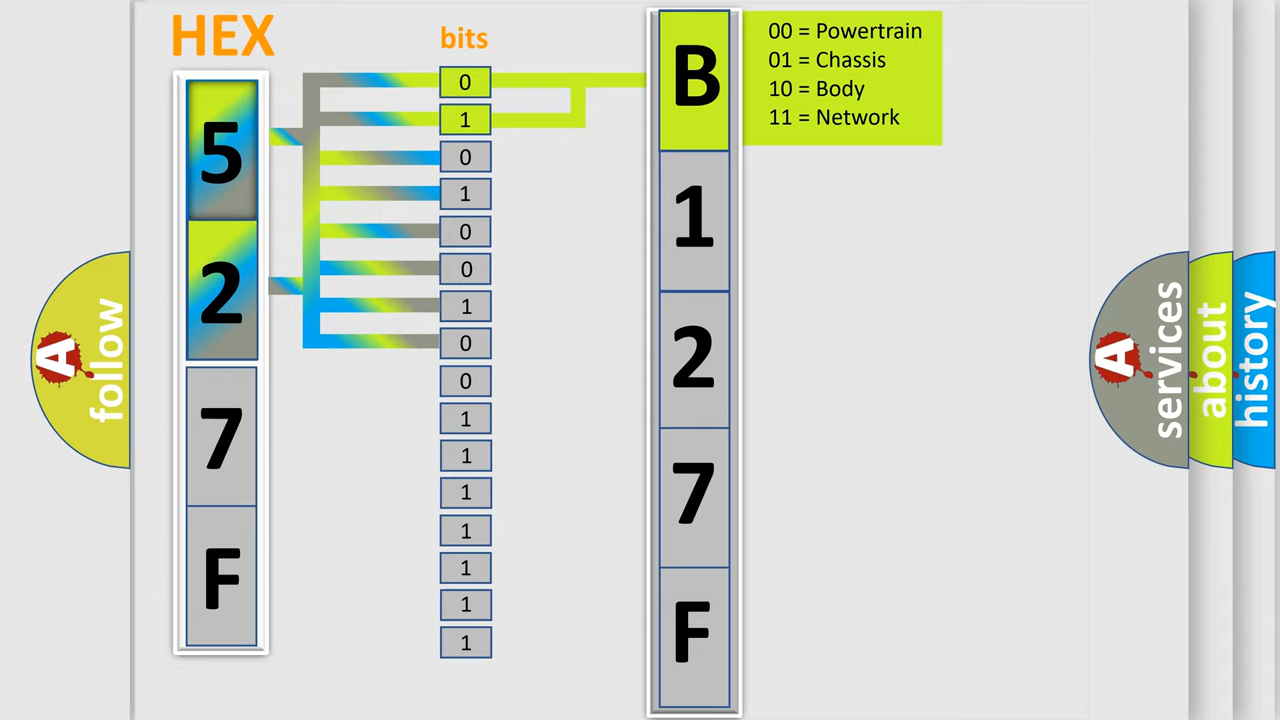 HEX
bits
5
2
7
F
0
1
0
1
0
0
1
0
0
1
1
1
1
1
1
1
B
1
2
7
F
00 = Powertrain
01 = Chassis
10 = Body
11 = Network
A
follow
A
services
about
history